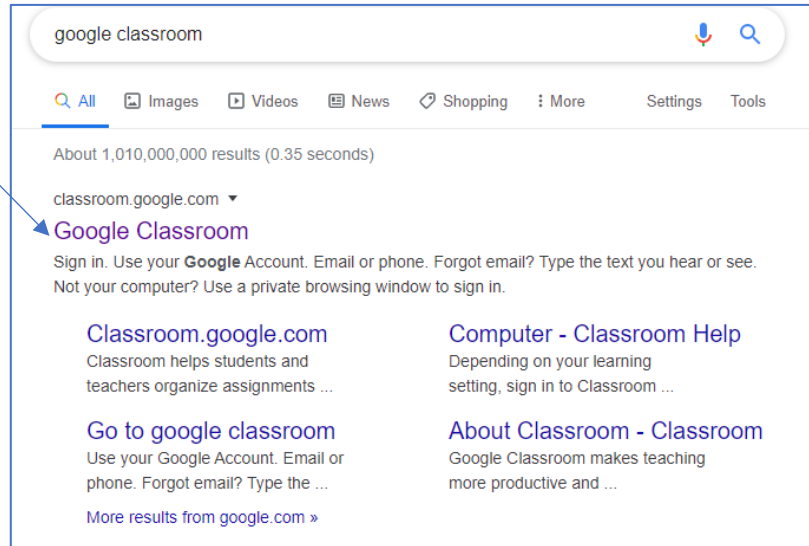 google classroom
All Images Videos News Shopping More Settings Tools
About 1,010,000,000 results (0.35 seconds)
classroom.google.com
Google Classroom
Sign in. Use your Google Account. Email or phone. Forgot email? Type the text you hear or see.
Not your computer? Use a private browsing window to sign in.
Classroom.google.com
Classroom helps students and
teachers organize assignments ...
Computer - Classroom Help
Depending on your learning
setting, sign in to Classroom ...
Go to google classroom
Use your Google Account. Email or
phone. Forgot email? Type the ...
About Classroom - Classroom
Google Classroom makes teaching
more productive and ...
More results from google.com »